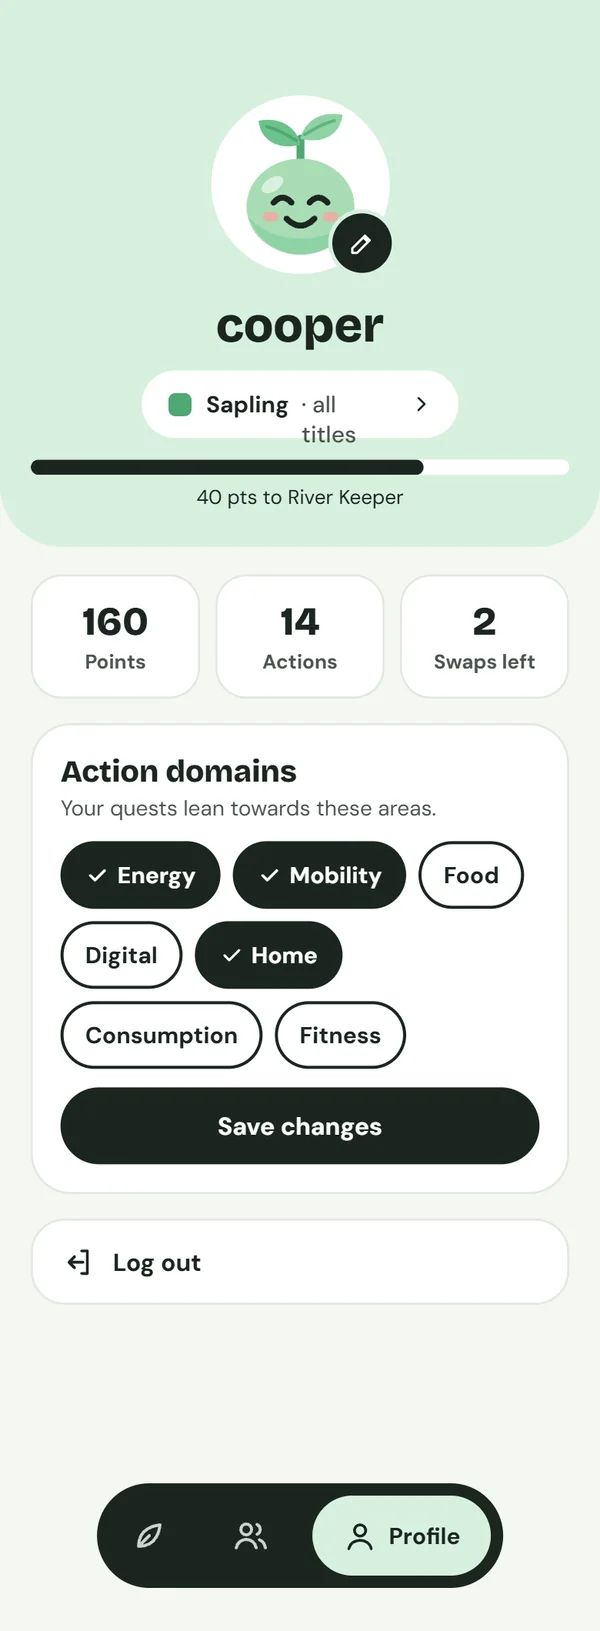 cooper
Sapling · all
titles
40 pts to River Keeper
160 14 2
Points Actions Swaps left
Action domains
Your quests lean towards these areas.
Energy Mobility Food
Digital Home
Consumption Fitness
Save changes
Log out
Profile